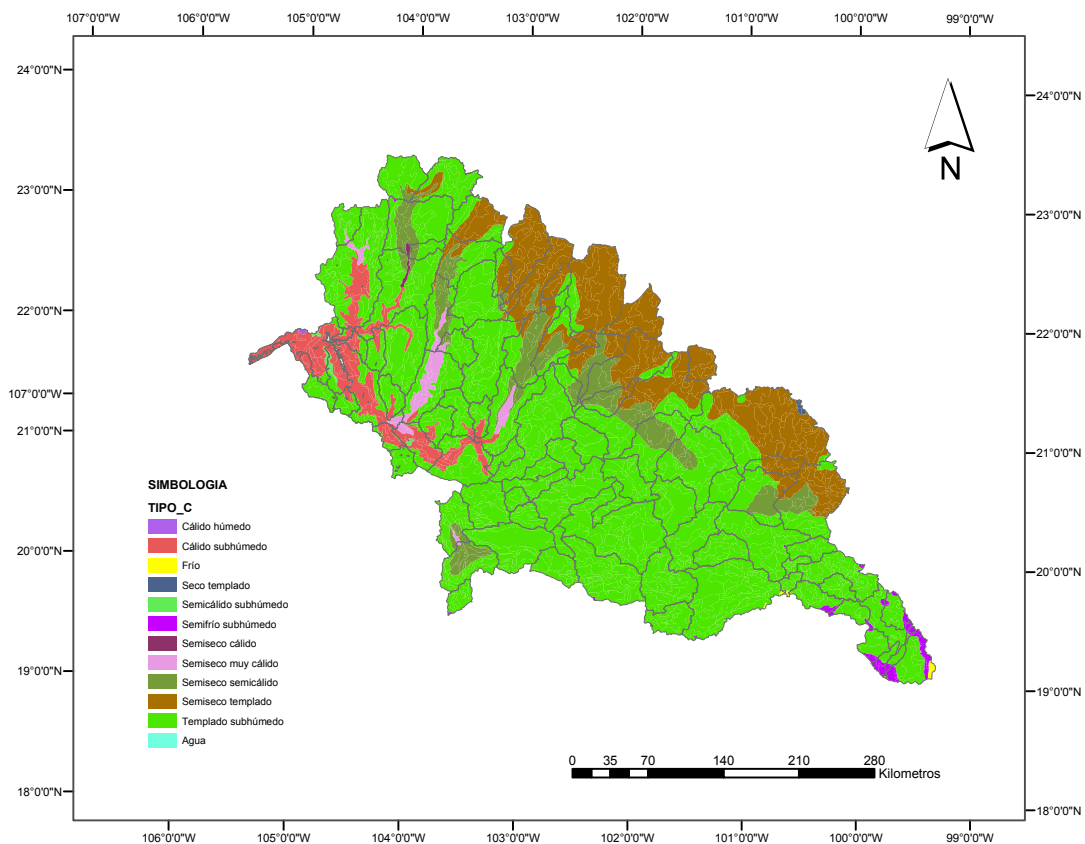 107°0'0"W 106°0'0"W 105°0'0"W 104°0'0"W 103°0'0"W 102°0'0"W 101°0'0"W 100°0'0"W 99°0'0"W
24°0'0"N
24°0'0"N
N
23°0'0"N
23°0'0"N
22°0'0"N
22°0'0"N
107°0'0"W
21°0'0"N
21°0'0"N
SIMBOLOGIA
TIPO_C
Cálido húmedo
Cálido subhúmedo
Frío
Seco templado
Semicálido subhúmedo
Semifrío subhúmedo
Semiseco cálido
Semiseco muy cálido
Semiseco semicálido
Semiseco templado
Templado subhúmedo
Agua
20°0'0"N
20°0'0"N
19°0'0"N
19°0'0"N
0 35 70 140 210 280
Kilometros
18°0'0"N
18°0'0"N
106°0'0"W 105°0'0"W 104°0'0"W 103°0'0"W 102°0'0"W 101°0'0"W 100°0'0"W 99°0'0"W